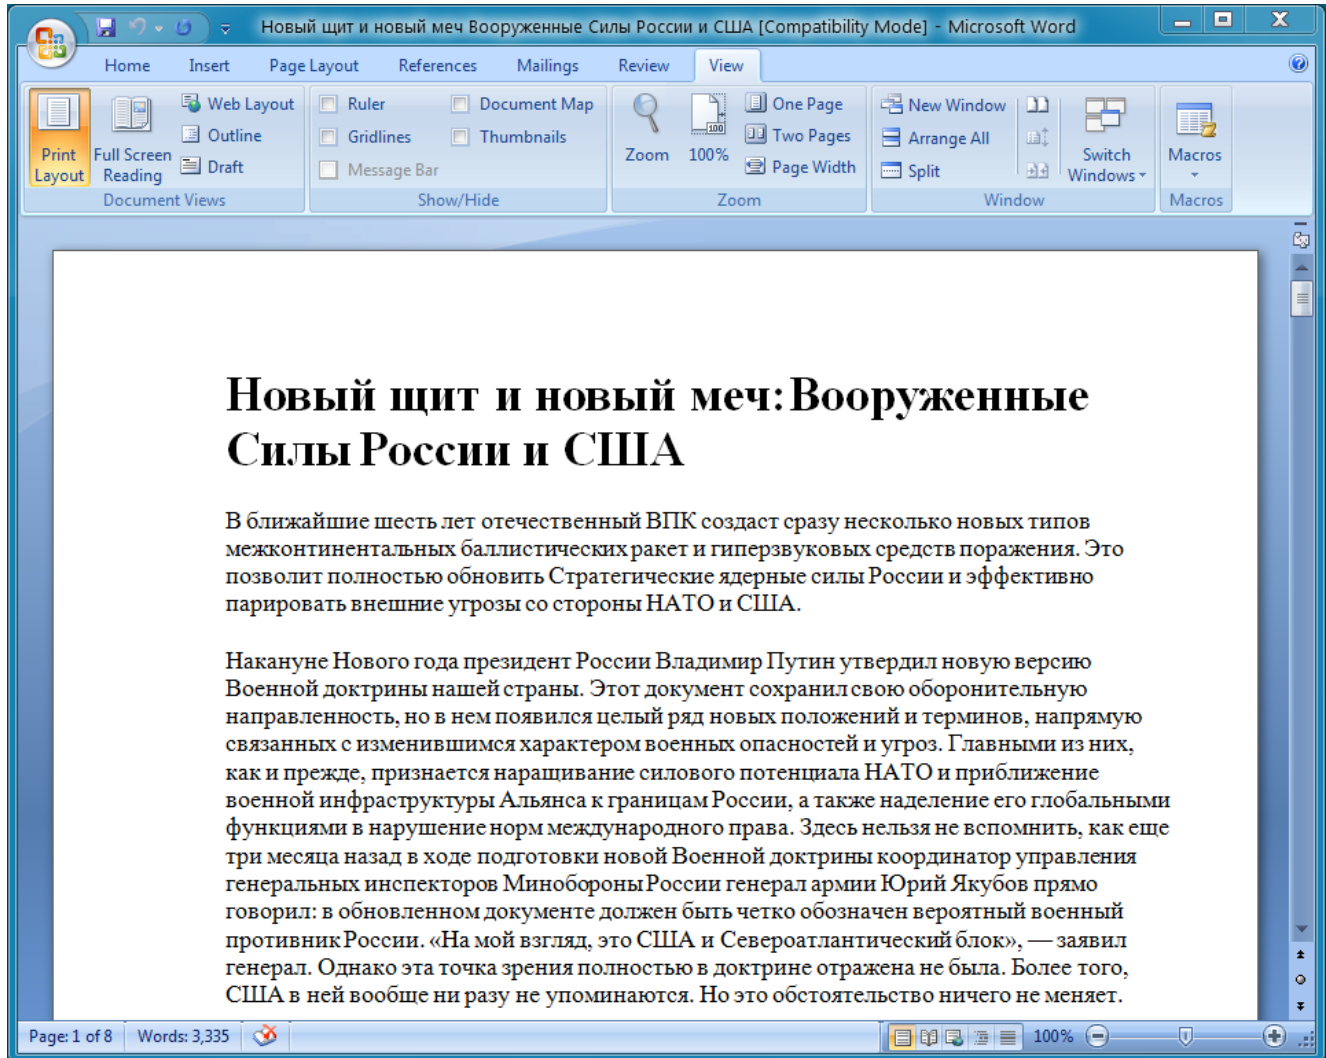 Новый щит и новый меч Вооруженные Силы России и США [Compatibility Mode] - Microsoft Word
Home Insert Page Layout References Mailings Review View
Print Layout
Full Screen Reading
Web Layout
Outline
Draft
Document Views
Ruler
Gridlines
Message Bar
Document Map
Thumbnails
Show/Hide
Zoom
100
100%
One Page
Two Pages
Page Width
Zoom
New Window
Arrange All
Split
Switch Windows
Window
Macros
Macros
Новый щит и новый меч: Вооруженные
Силы России и США
В ближайшие шесть лет отечественный ВПК создаст сразу несколько новых типов
межконтинентальных баллистических ракет и гиперзвуковых средств поражения. Это
позволит полностью обновить Стратегические ядерные силы России и эффективно
парировать внешние угрозы со стороны НАТО и США.
Накануне Нового года президент России Владимир Путин утвердил новую версию
Военной доктрины нашей страны. Этот документ сохранил свою оборонительную
направленность, но в нем появился целый ряд новых положений и терминов, напрямую
связанных с изменившимся характером военных опасностей и угроз. Главными из них,
как и прежде, признается наращивание силового потенциала НАТО и приближение
военной инфраструктуры Альянса к границам России, а также наделение его глобальными
функциями в нарушение норм международного права. Здесь нельзя не вспомнить, как еще
три месяца назад в ходе подготовки новой Военной доктрины координатор управления
генеральных инспекторов Минобороны России генерал армии Юрий Якубов прямо
говорил: в обновленном документе должен быть четко обозначен вероятный военный
противник России. «На мой взгляд, это США и Североатлантический блок», — заявил
генерал. Однако эта точка зрения полностью в доктрине отражена не была. Более того,
США в ней вообще ни разу не упоминаются. Но это обстоятельство ничего не меняет.
Page: 1 of 8 Words: 3,335 100%